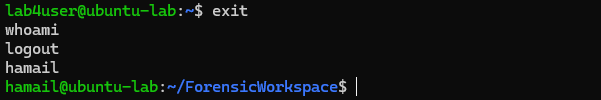 lab4user@ubuntu-lab:~$ exit
whoami
logout
hamail
hamail@ubuntu-lab:~/ForensicWorkspace$